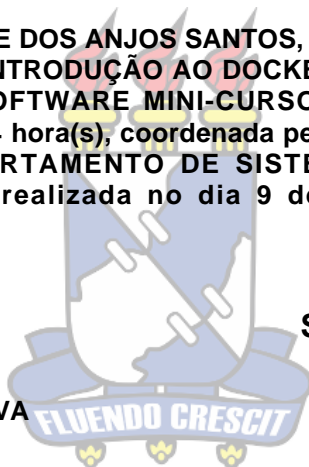 E DOS ANJOS SANTOS,
NTRODUÇÃO AO DOCKE
OFTWARE MINI-CURSO
hora(s), coordenada pe
ARTAMENTO DE SISTE
realizada no dia 9 de
S
VA
FLUENDO CRESCIT